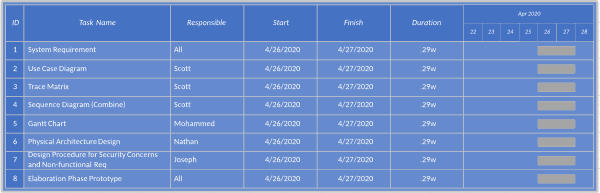 ID Task Name Responsible Start Finish Duration Apr 2020
22 23 24 25 26 27 28
1 System Requirement All 4/26/2020 4/27/2020 .29w
2 Use Case Diagram Scott 4/26/2020 4/27/2020 .29w
3 Trace Matrix Scott 4/26/2020 4/27/2020 .29w
4 Sequence Diagram (Combine) Scott 4/26/2020 4/27/2020 .29w
5 Gantt Chart Mohammed 4/26/2020 4/27/2020 .29w
6 Physical Architecture Design Nathan 4/26/2020 4/27/2020 .29w
7 Design Procedure for Security Concerns
and Non-functional Req Joseph 4/26/2020 4/27/2020 .29w
8 Elaboration Phase Prototype All 4/26/2020 4/27/2020 .29w